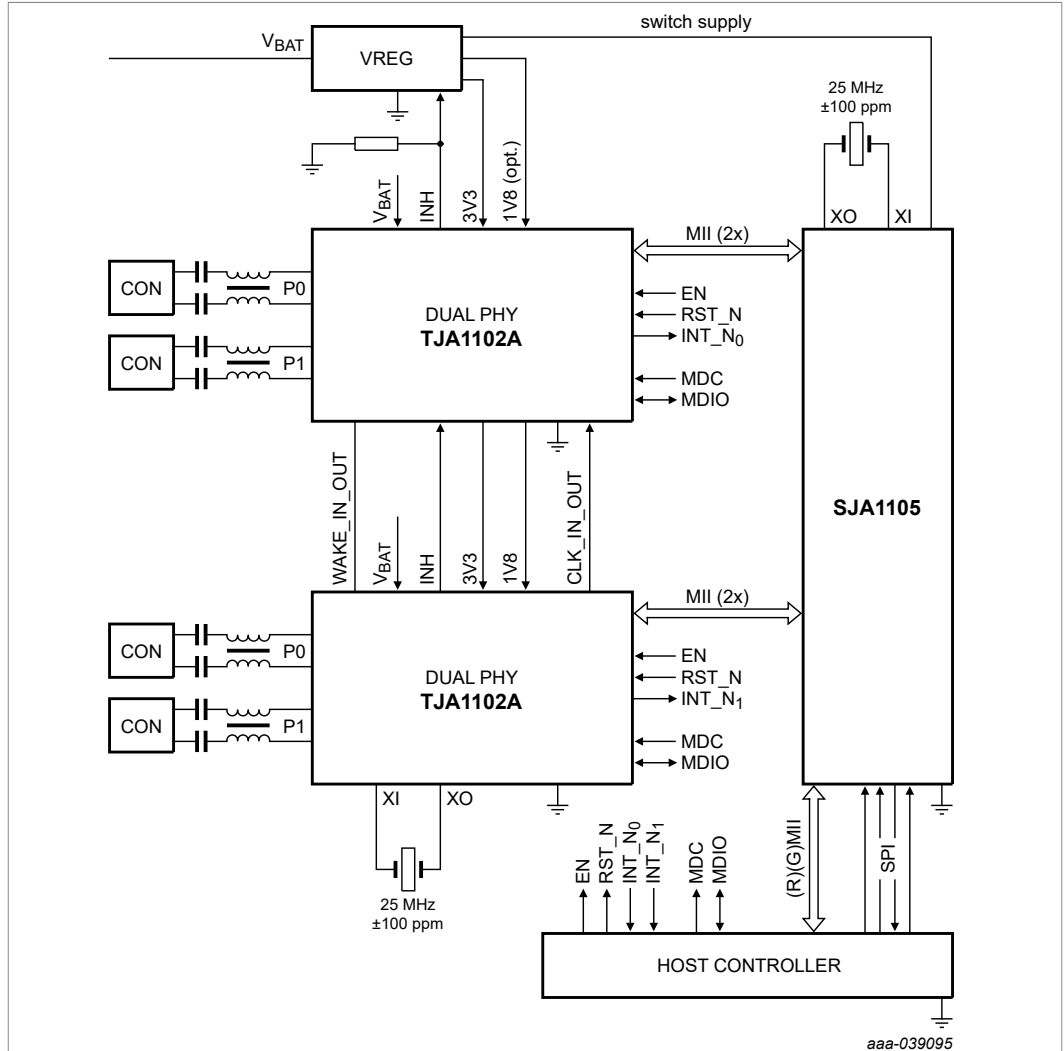 switch supply
VBAT
VREG
25 MHz
±100 ppm
VBAT
INH
3V3
1V8 (opt.)
XO
XI
MII (2x)
CON
P0
EN
RST_N
INT_N0
DUAL PHY
TJA1102A
CON
P1
MDC
MDIO
WAKE_IN_OUT
VBAT
INH
3V3
1V8
CLK_IN_OUT
SJA1105
MII (2x)
CON
P0
EN
RST_N
INT_N1
DUAL PHY
TJA1102A
CON
P1
MDC
MDIO
XI
XO
25 MHz
±100 ppm
EN
RST_N
INT_N0
INT_N1
MDC
MDIO
(R)(G)MII
SPI
HOST CONTROLLER
aaa-039095